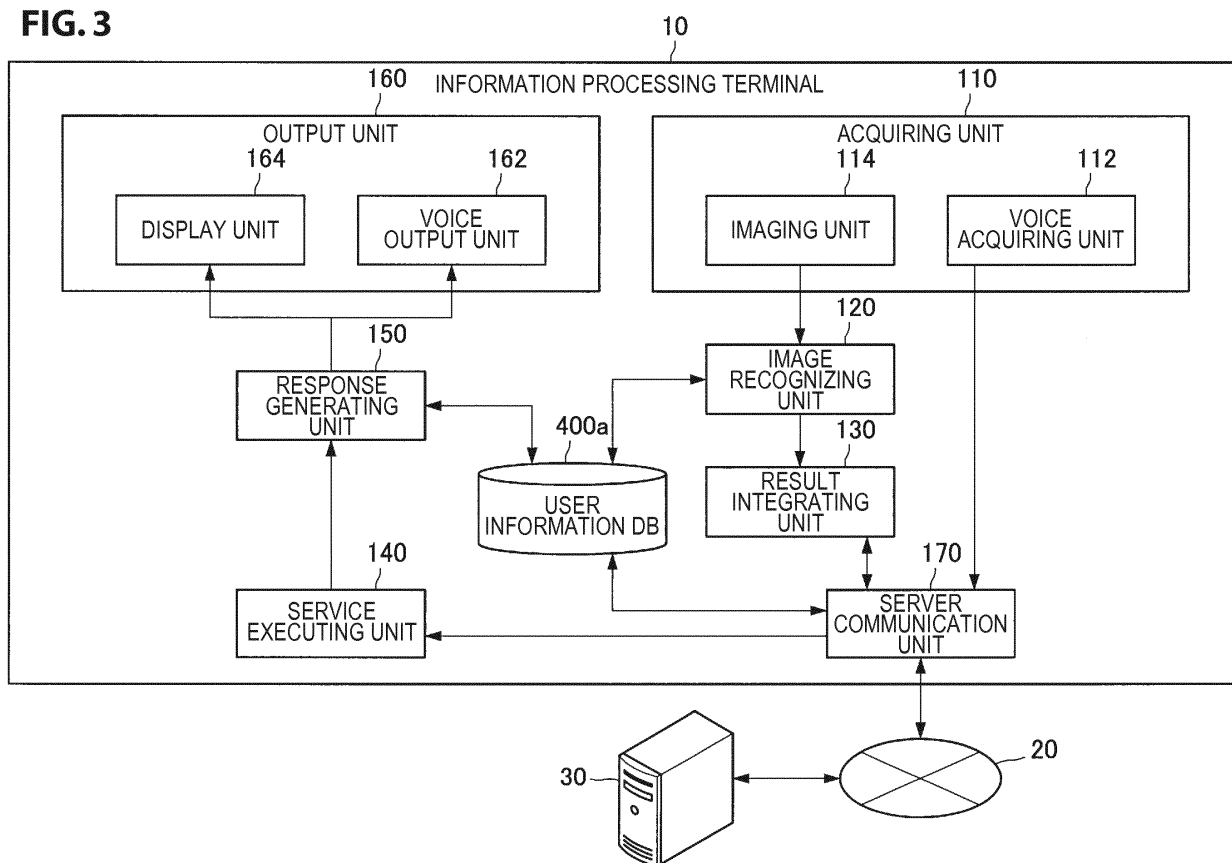 FIG. 3
10
INFORMATION PROCESSING TERMINAL
160
OUTPUT UNIT
164
DISPLAY UNIT
162
VOICE
OUTPUT UNIT
110
ACQUIRING UNIT
114
IMAGING UNIT
112
VOICE
ACQUIRING UNIT
150
RESPONSE
GENERATING
UNIT
120
IMAGE
RECOGNIZING
UNIT
400a
USER
INFORMATION DB
130
RESULT
INTEGRATING
UNIT
140
SERVICE
EXECUTING UNIT
170
SERVER
COMMUNICATION
UNIT
30
20